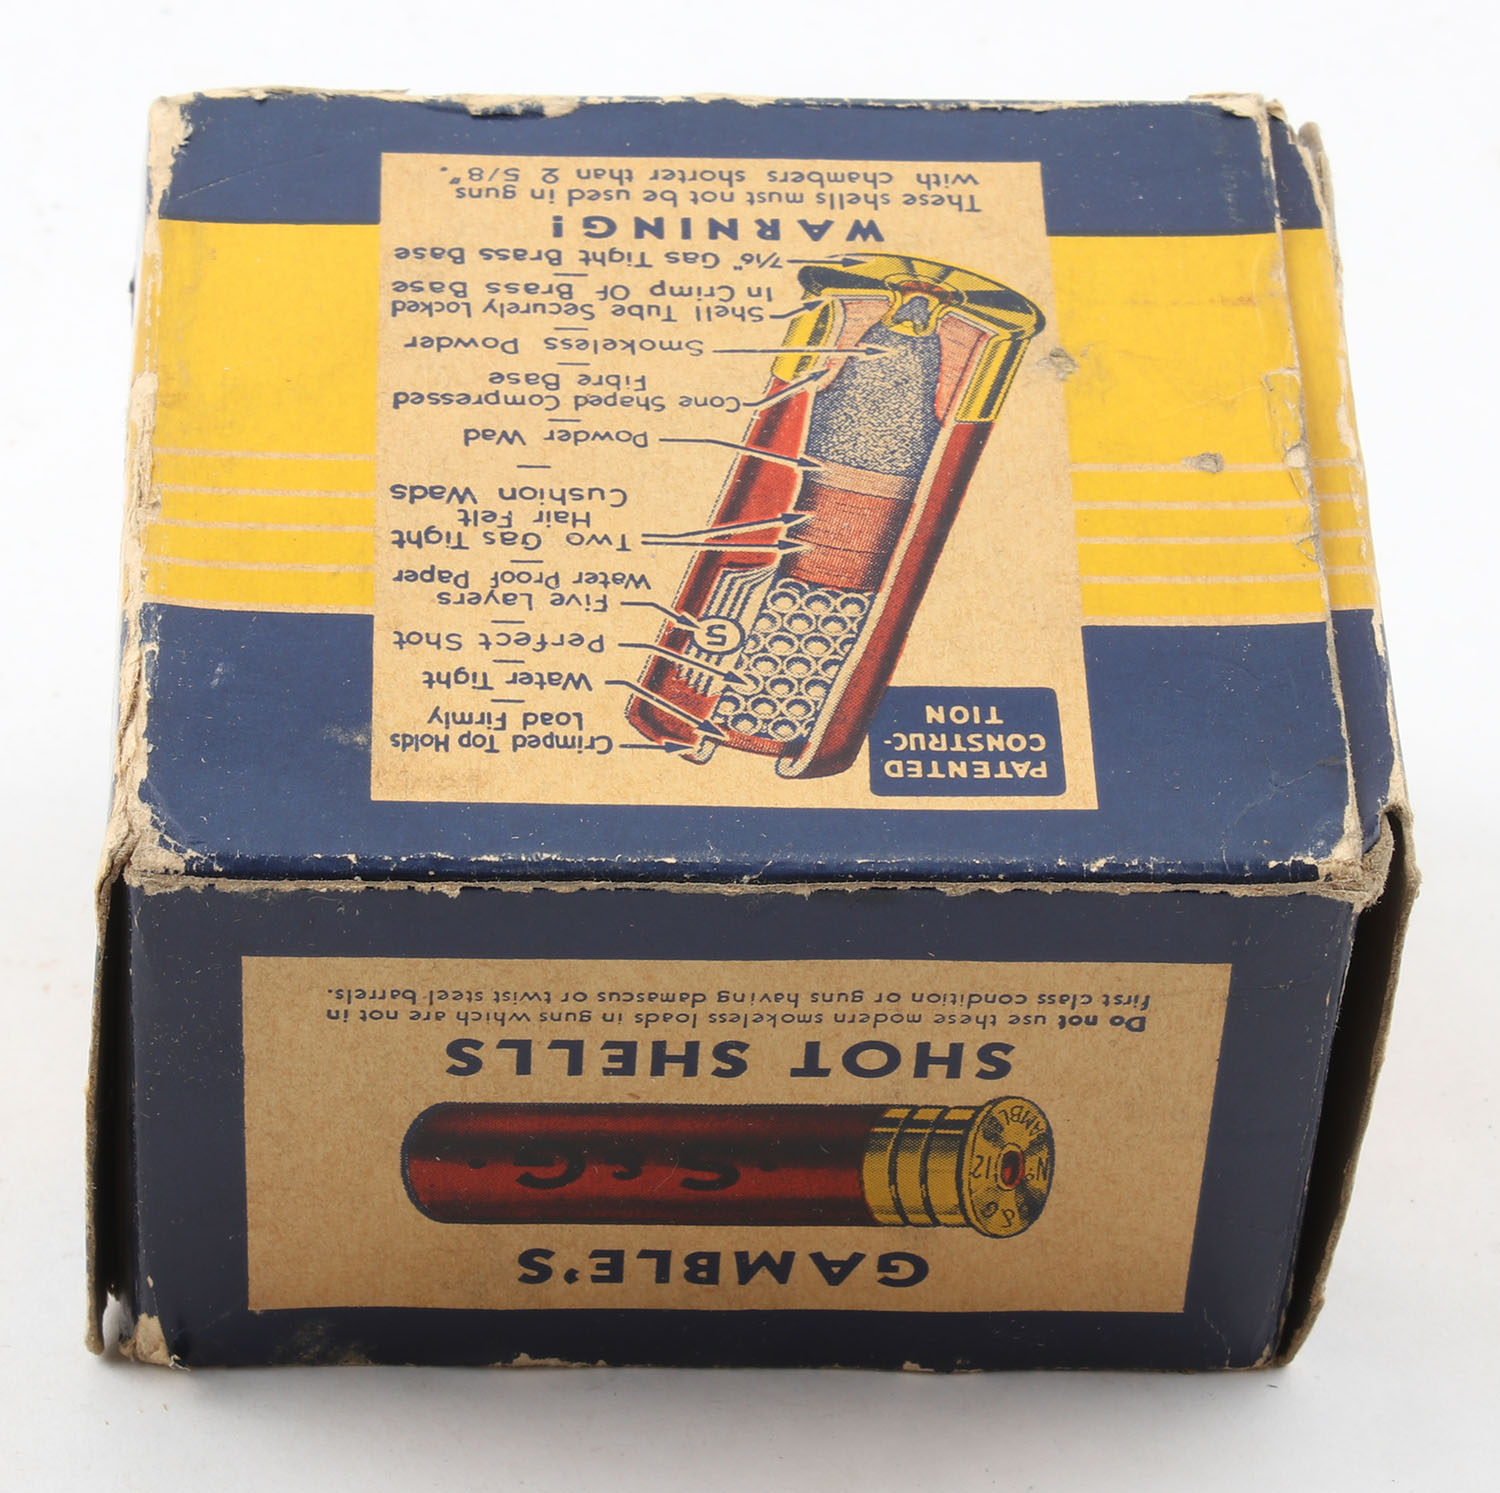 GAMBLE'S
S & G
Nº 12
SHOT SHELLS
Do not use these modern smokeless loads in guns which are not in
first class condition or guns having damascus or twist steel barrels.
PATENTED
CONSTRUC-
TION
Crimped Top Holds
Load Firmly
Water Tight
Perfect Shot
5
Five Layers
Water Proof Paper
Two Gas Tight
Hair Felt
Cushion Wads
Powder Wad
Cone Shaped Compressed
Fibre Base
Smokeless Powder
Shell Tube Securely Locked
In Crimp Of Brass Base
7/16" Gas Tight Brass Base
WARNING!
These shells must not be used in guns
with chambers shorter than 2 5/8".